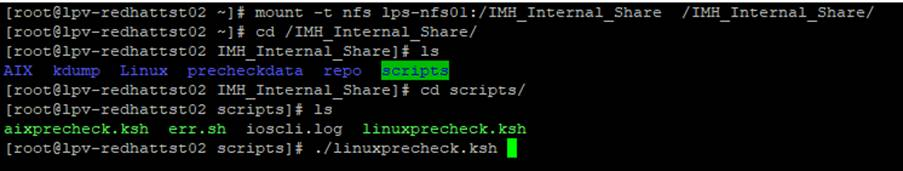 [root@lpv-redhattst02 ~]# mount -t nfs lps-nfs01:/IMH_Internal_Share  /IMH_Internal_Share/
[root@lpv-redhattst02 ~]# cd /IMH_Internal_Share/
[root@lpv-redhattst02 IMH_Internal_Share]# ls
AIX  kdump  Linux  precheckdata  repo  scripts
[root@lpv-redhattst02 IMH_Internal_Share]# cd scripts/
[root@lpv-redhattst02 scripts]# ls
aixprecheck.ksh  err.sh  ioscli.log  linuxprecheck.ksh
[root@lpv-redhattst02 scripts]# ./linuxprecheck.ksh